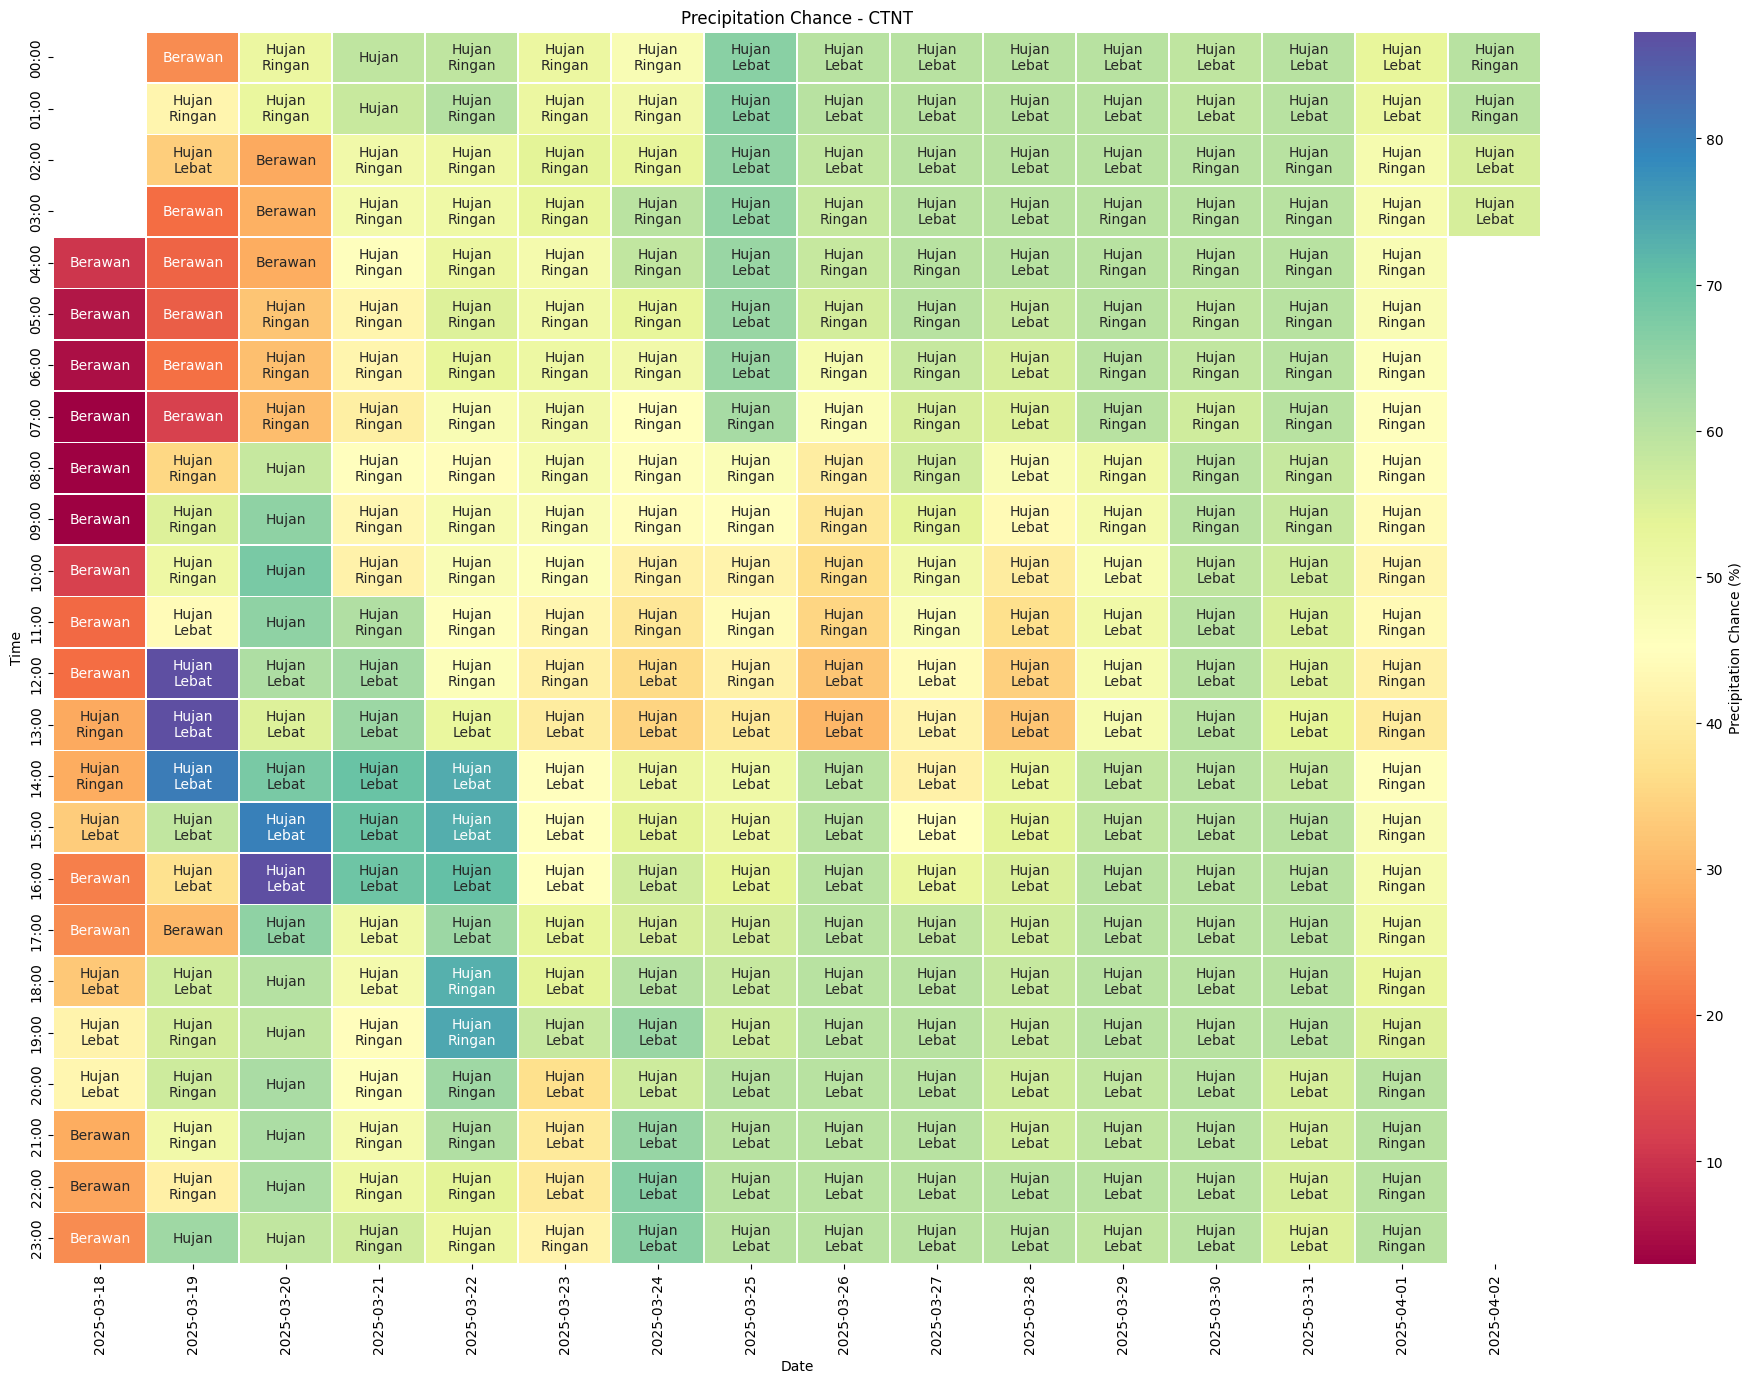 Precipitation Chance - CTNT
00:00 Berawan Hujan Ringan Hujan Hujan Ringan Hujan Ringan Hujan Ringan Hujan Lebat Hujan Lebat Hujan Lebat Hujan Lebat Hujan Lebat Hujan Lebat Hujan Lebat Hujan Lebat Hujan Ringan
01:00 Hujan Ringan Hujan Ringan Hujan Hujan Ringan Hujan Ringan Hujan Ringan Hujan Lebat Hujan Lebat Hujan Lebat Hujan Lebat Hujan Lebat Hujan Lebat Hujan Lebat Hujan Lebat Hujan Ringan
02:00 Hujan Lebat Berawan Hujan Ringan Hujan Ringan Hujan Ringan Hujan Ringan Hujan Lebat Hujan Lebat Hujan Lebat Hujan Lebat Hujan Lebat Hujan Ringan Hujan Ringan Hujan Ringan Hujan Lebat
03:00 Berawan Berawan Hujan Ringan Hujan Ringan Hujan Ringan Hujan Ringan Hujan Lebat Hujan Ringan Hujan Lebat Hujan Lebat Hujan Ringan Hujan Ringan Hujan Ringan Hujan Ringan Hujan Lebat
04:00 Berawan Berawan Berawan Hujan Ringan Hujan Ringan Hujan Ringan Hujan Ringan Hujan Lebat Hujan Ringan Hujan Ringan Hujan Lebat Hujan Ringan Hujan Ringan Hujan Ringan Hujan Ringan
05:00 Berawan Berawan Hujan Ringan Hujan Ringan Hujan Ringan Hujan Ringan Hujan Ringan Hujan Lebat Hujan Ringan Hujan Ringan Hujan Lebat Hujan Ringan Hujan Ringan Hujan Ringan Hujan Ringan
06:00 Berawan Berawan Hujan Ringan Hujan Ringan Hujan Ringan Hujan Ringan Hujan Ringan Hujan Lebat Hujan Ringan Hujan Ringan Hujan Lebat Hujan Ringan Hujan Ringan Hujan Ringan Hujan Ringan
07:00 Berawan Berawan Hujan Ringan Hujan Ringan Hujan Ringan Hujan Ringan Hujan Ringan Hujan Ringan Hujan Ringan Hujan Ringan Hujan Lebat Hujan Ringan Hujan Ringan Hujan Ringan Hujan Ringan
08:00 Berawan Hujan Ringan Hujan Hujan Ringan Hujan Ringan Hujan Ringan Hujan Ringan Hujan Ringan Hujan Ringan Hujan Ringan Hujan Lebat Hujan Ringan Hujan Ringan Hujan Ringan Hujan Ringan
09:00 Berawan Hujan Ringan Hujan Hujan Ringan Hujan Ringan Hujan Ringan Hujan Ringan Hujan Ringan Hujan Ringan Hujan Ringan Hujan Lebat Hujan Ringan Hujan Ringan Hujan Ringan Hujan Ringan
10:00 Berawan Hujan Ringan Hujan Hujan Ringan Hujan Ringan Hujan Ringan Hujan Ringan Hujan Ringan Hujan Ringan Hujan Ringan Hujan Lebat Hujan Lebat Hujan Lebat Hujan Lebat Hujan Ringan
11:00 Berawan Hujan Lebat Hujan Hujan Ringan Hujan Ringan Hujan Ringan Hujan Ringan Hujan Ringan Hujan Ringan Hujan Ringan Hujan Lebat Hujan Lebat Hujan Lebat Hujan Lebat Hujan Ringan
12:00 Berawan Hujan Lebat Hujan Lebat Hujan Lebat Hujan Ringan Hujan Ringan Hujan Lebat Hujan Ringan Hujan Lebat Hujan Lebat Hujan Lebat Hujan Lebat Hujan Lebat Hujan Lebat Hujan Ringan
13:00 Hujan Ringan Hujan Lebat Hujan Lebat Hujan Lebat Hujan Lebat Hujan Lebat Hujan Lebat Hujan Lebat Hujan Lebat Hujan Lebat Hujan Lebat Hujan Lebat Hujan Lebat Hujan Lebat Hujan Ringan
14:00 Hujan Ringan Hujan Lebat Hujan Lebat Hujan Lebat Hujan Lebat Hujan Lebat Hujan Lebat Hujan Lebat Hujan Lebat Hujan Lebat Hujan Lebat Hujan Lebat Hujan Lebat Hujan Lebat Hujan Ringan
15:00 Hujan Lebat Hujan Lebat Hujan Lebat Hujan Lebat Hujan Lebat Hujan Lebat Hujan Lebat Hujan Lebat Hujan Lebat Hujan Lebat Hujan Lebat Hujan Lebat Hujan Lebat Hujan Lebat Hujan Ringan
16:00 Berawan Hujan Lebat Hujan Lebat Hujan Lebat Hujan Lebat Hujan Lebat Hujan Lebat Hujan Lebat Hujan Lebat Hujan Lebat Hujan Lebat Hujan Lebat Hujan Lebat Hujan Lebat Hujan Ringan
17:00 Berawan Berawan Hujan Lebat Hujan Lebat Hujan Lebat Hujan Lebat Hujan Lebat Hujan Lebat Hujan Lebat Hujan Lebat Hujan Lebat Hujan Lebat Hujan Lebat Hujan Lebat Hujan Ringan
18:00 Hujan Lebat Hujan Lebat Hujan Hujan Lebat Hujan Ringan Hujan Lebat Hujan Lebat Hujan Lebat Hujan Lebat Hujan Lebat Hujan Lebat Hujan Lebat Hujan Lebat Hujan Lebat Hujan Ringan
19:00 Hujan Lebat Hujan Ringan Hujan Hujan Ringan Hujan Ringan Hujan Lebat Hujan Lebat Hujan Lebat Hujan Lebat Hujan Lebat Hujan Lebat Hujan Lebat Hujan Lebat Hujan Lebat Hujan Ringan
20:00 Hujan Lebat Hujan Ringan Hujan Hujan Ringan Hujan Ringan Hujan Lebat Hujan Lebat Hujan Lebat Hujan Lebat Hujan Lebat Hujan Lebat Hujan Lebat Hujan Lebat Hujan Lebat Hujan Ringan
21:00 Berawan Hujan Ringan Hujan Hujan Ringan Hujan Ringan Hujan Lebat Hujan Lebat Hujan Lebat Hujan Lebat Hujan Lebat Hujan Lebat Hujan Lebat Hujan Lebat Hujan Lebat Hujan Ringan
22:00 Berawan Hujan Ringan Hujan Hujan Ringan Hujan Ringan Hujan Lebat Hujan Lebat Hujan Lebat Hujan Lebat Hujan Lebat Hujan Lebat Hujan Lebat Hujan Lebat Hujan Lebat Hujan Ringan
23:00 Berawan Hujan Hujan Hujan Ringan Hujan Ringan Hujan Ringan Hujan Lebat Hujan Lebat Hujan Lebat Hujan Lebat Hujan Lebat Hujan Lebat Hujan Lebat Hujan Lebat Hujan Ringan
Time
2025-03-18 2025-03-19 2025-03-20 2025-03-21 2025-03-22 2025-03-23 2025-03-24 2025-03-25 2025-03-26 2025-03-27 2025-03-28 2025-03-29 2025-03-30 2025-03-31 2025-04-01 2025-04-02
Date
80
70
60
50
40
30
20
10
Precipitation Chance (%)